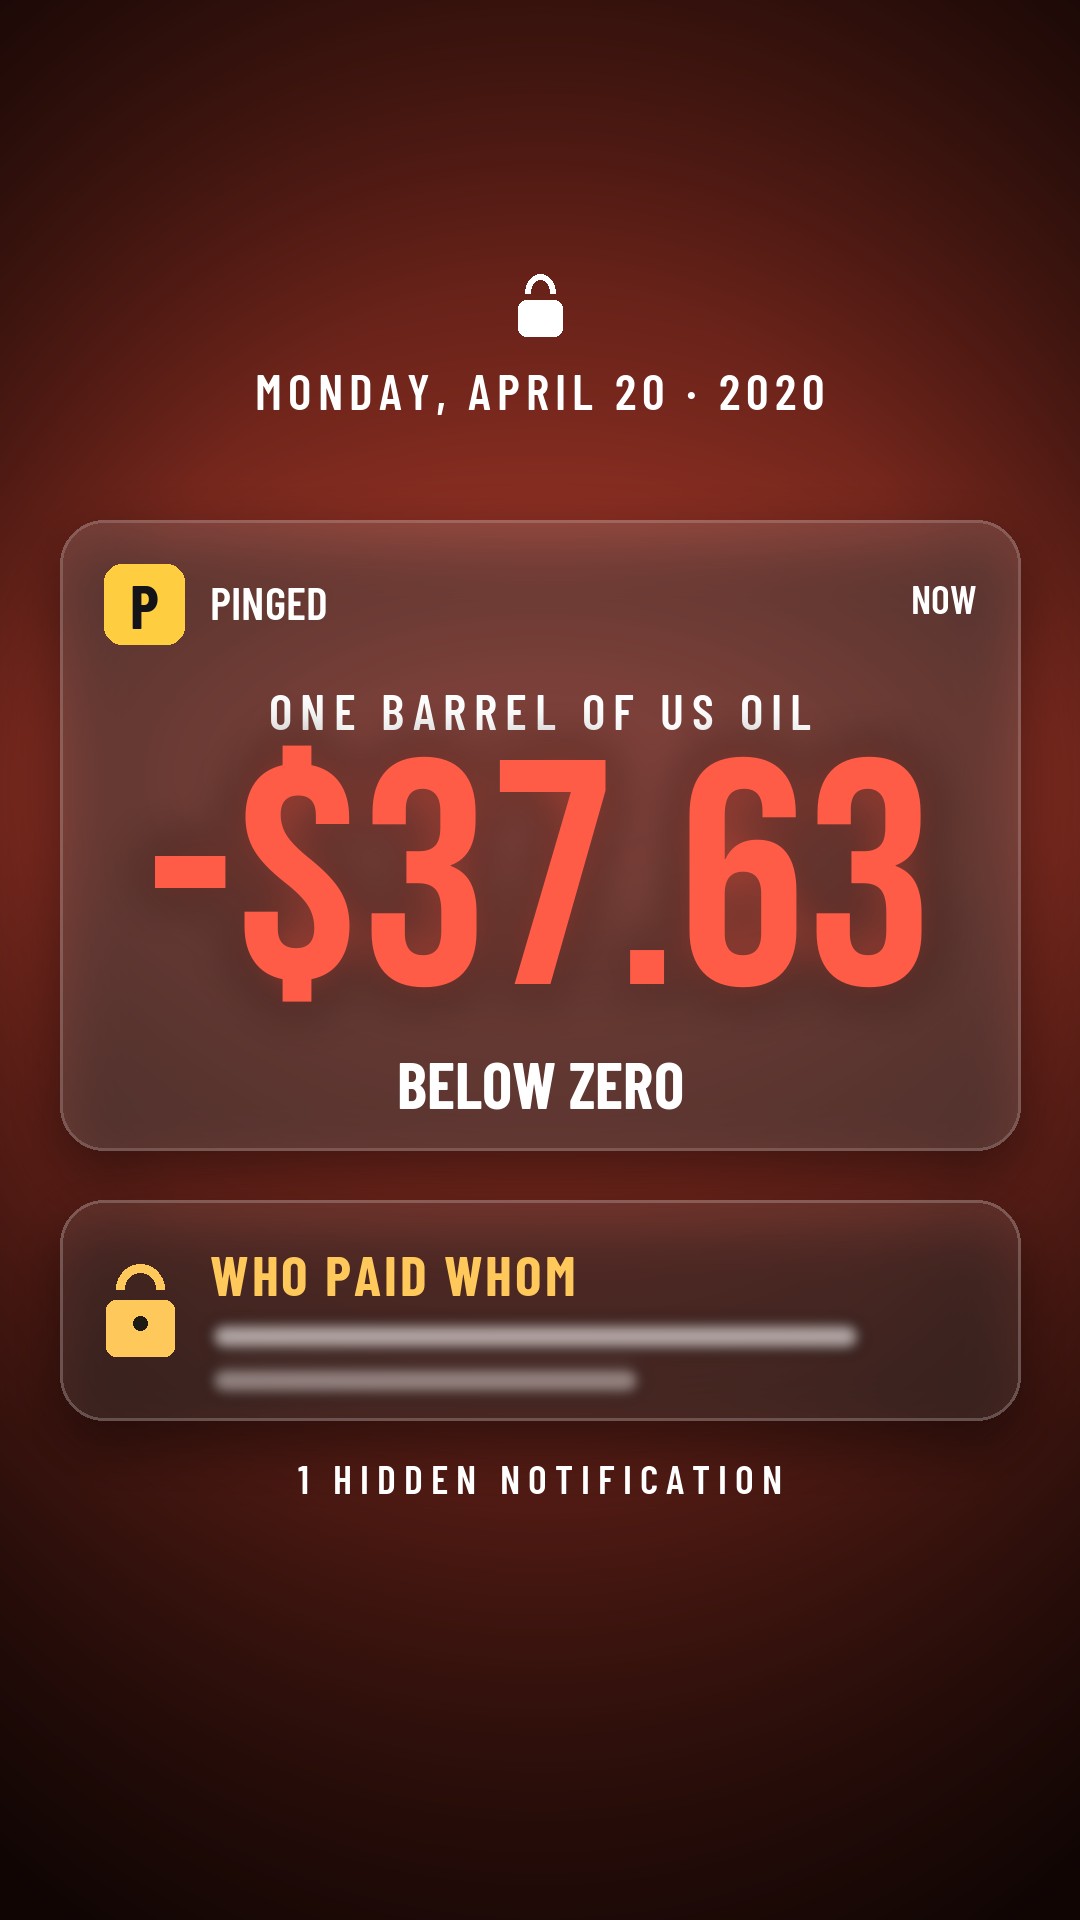 MONDAY, APRIL 20 · 2020
P PINGED NOW
ONE BARREL OF US OIL
-$37.63
BELOW ZERO
WHO PAID WHOM
1 HIDDEN NOTIFICATION